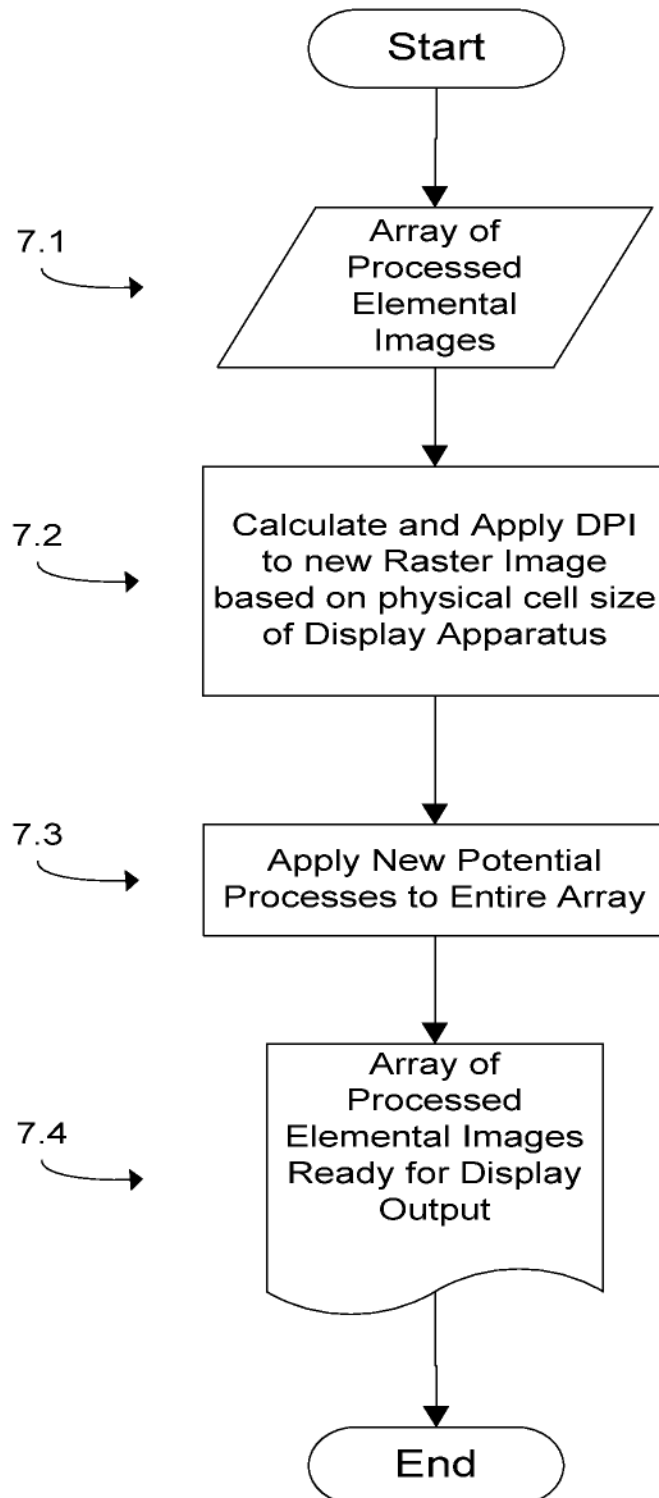 Start
7.1
Array of
Processed
Elemental
Images
7.2
Calculate and Apply DPI
to new Raster Image
based on physical cell size
of Display Apparatus
7.3
Apply New Potential
Processes to Entire Array
7.4
Array of
Processed
Elemental Images
Ready for Display
Output
End